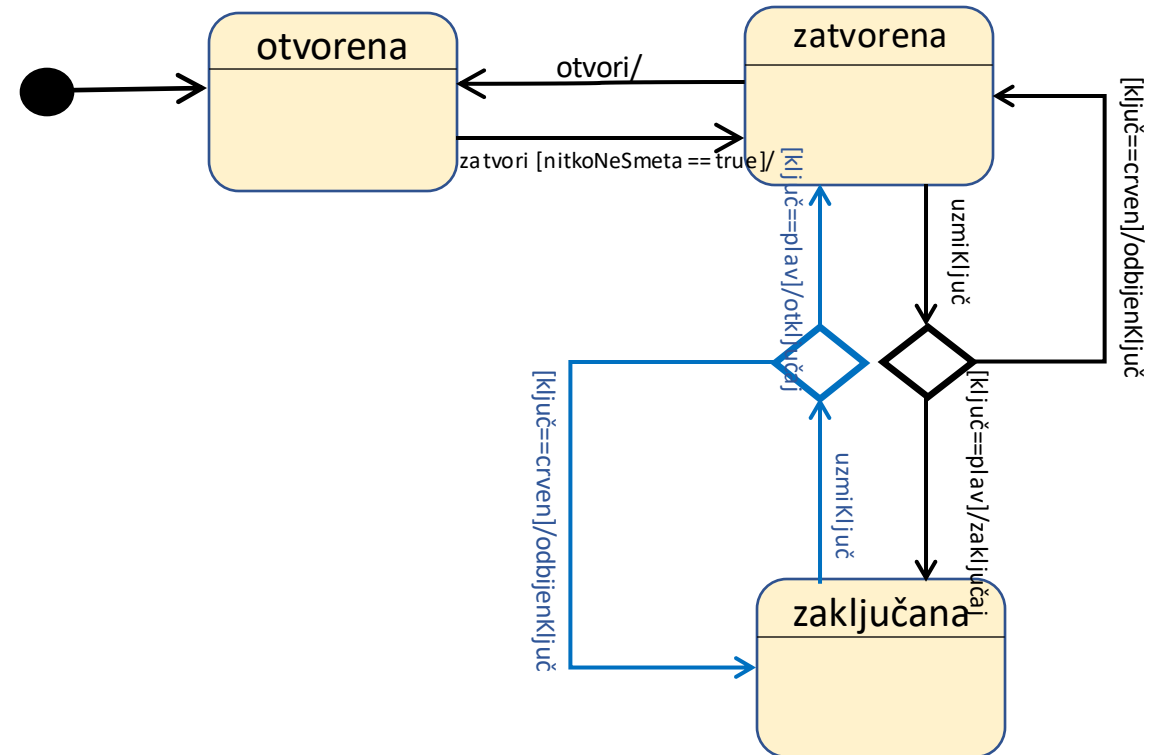 otvorena
zatvorena
otvori/
zatvori [nitkoNeSmeta == true]/
[ključ==crven]/odbijenKljuč
[ključ==plav]/otključaj
uzmiKljuč
[ključ==crven]/odbijenKljuč
[ključ==plav]/zaključaj
uzmiKljuč
zaključana